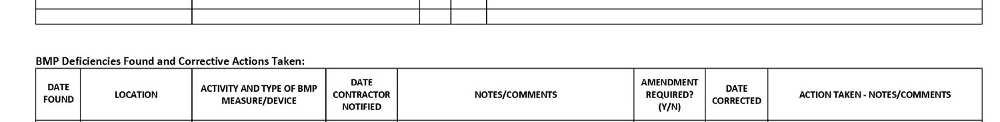 BMP Deficiencies Found and Corrective Actions Taken:
DATE
FOUND
LOCATION
ACTIVITY AND TYPE OF BMP
MEASURE/DEVICE
DATE
CONTRACTOR
NOTIFIED
NOTES/COMMENTS
AMENDMENT
REQUIRED?
(Y/N)
DATE
CORRECTED
ACTION TAKEN - NOTES/COMMENTS